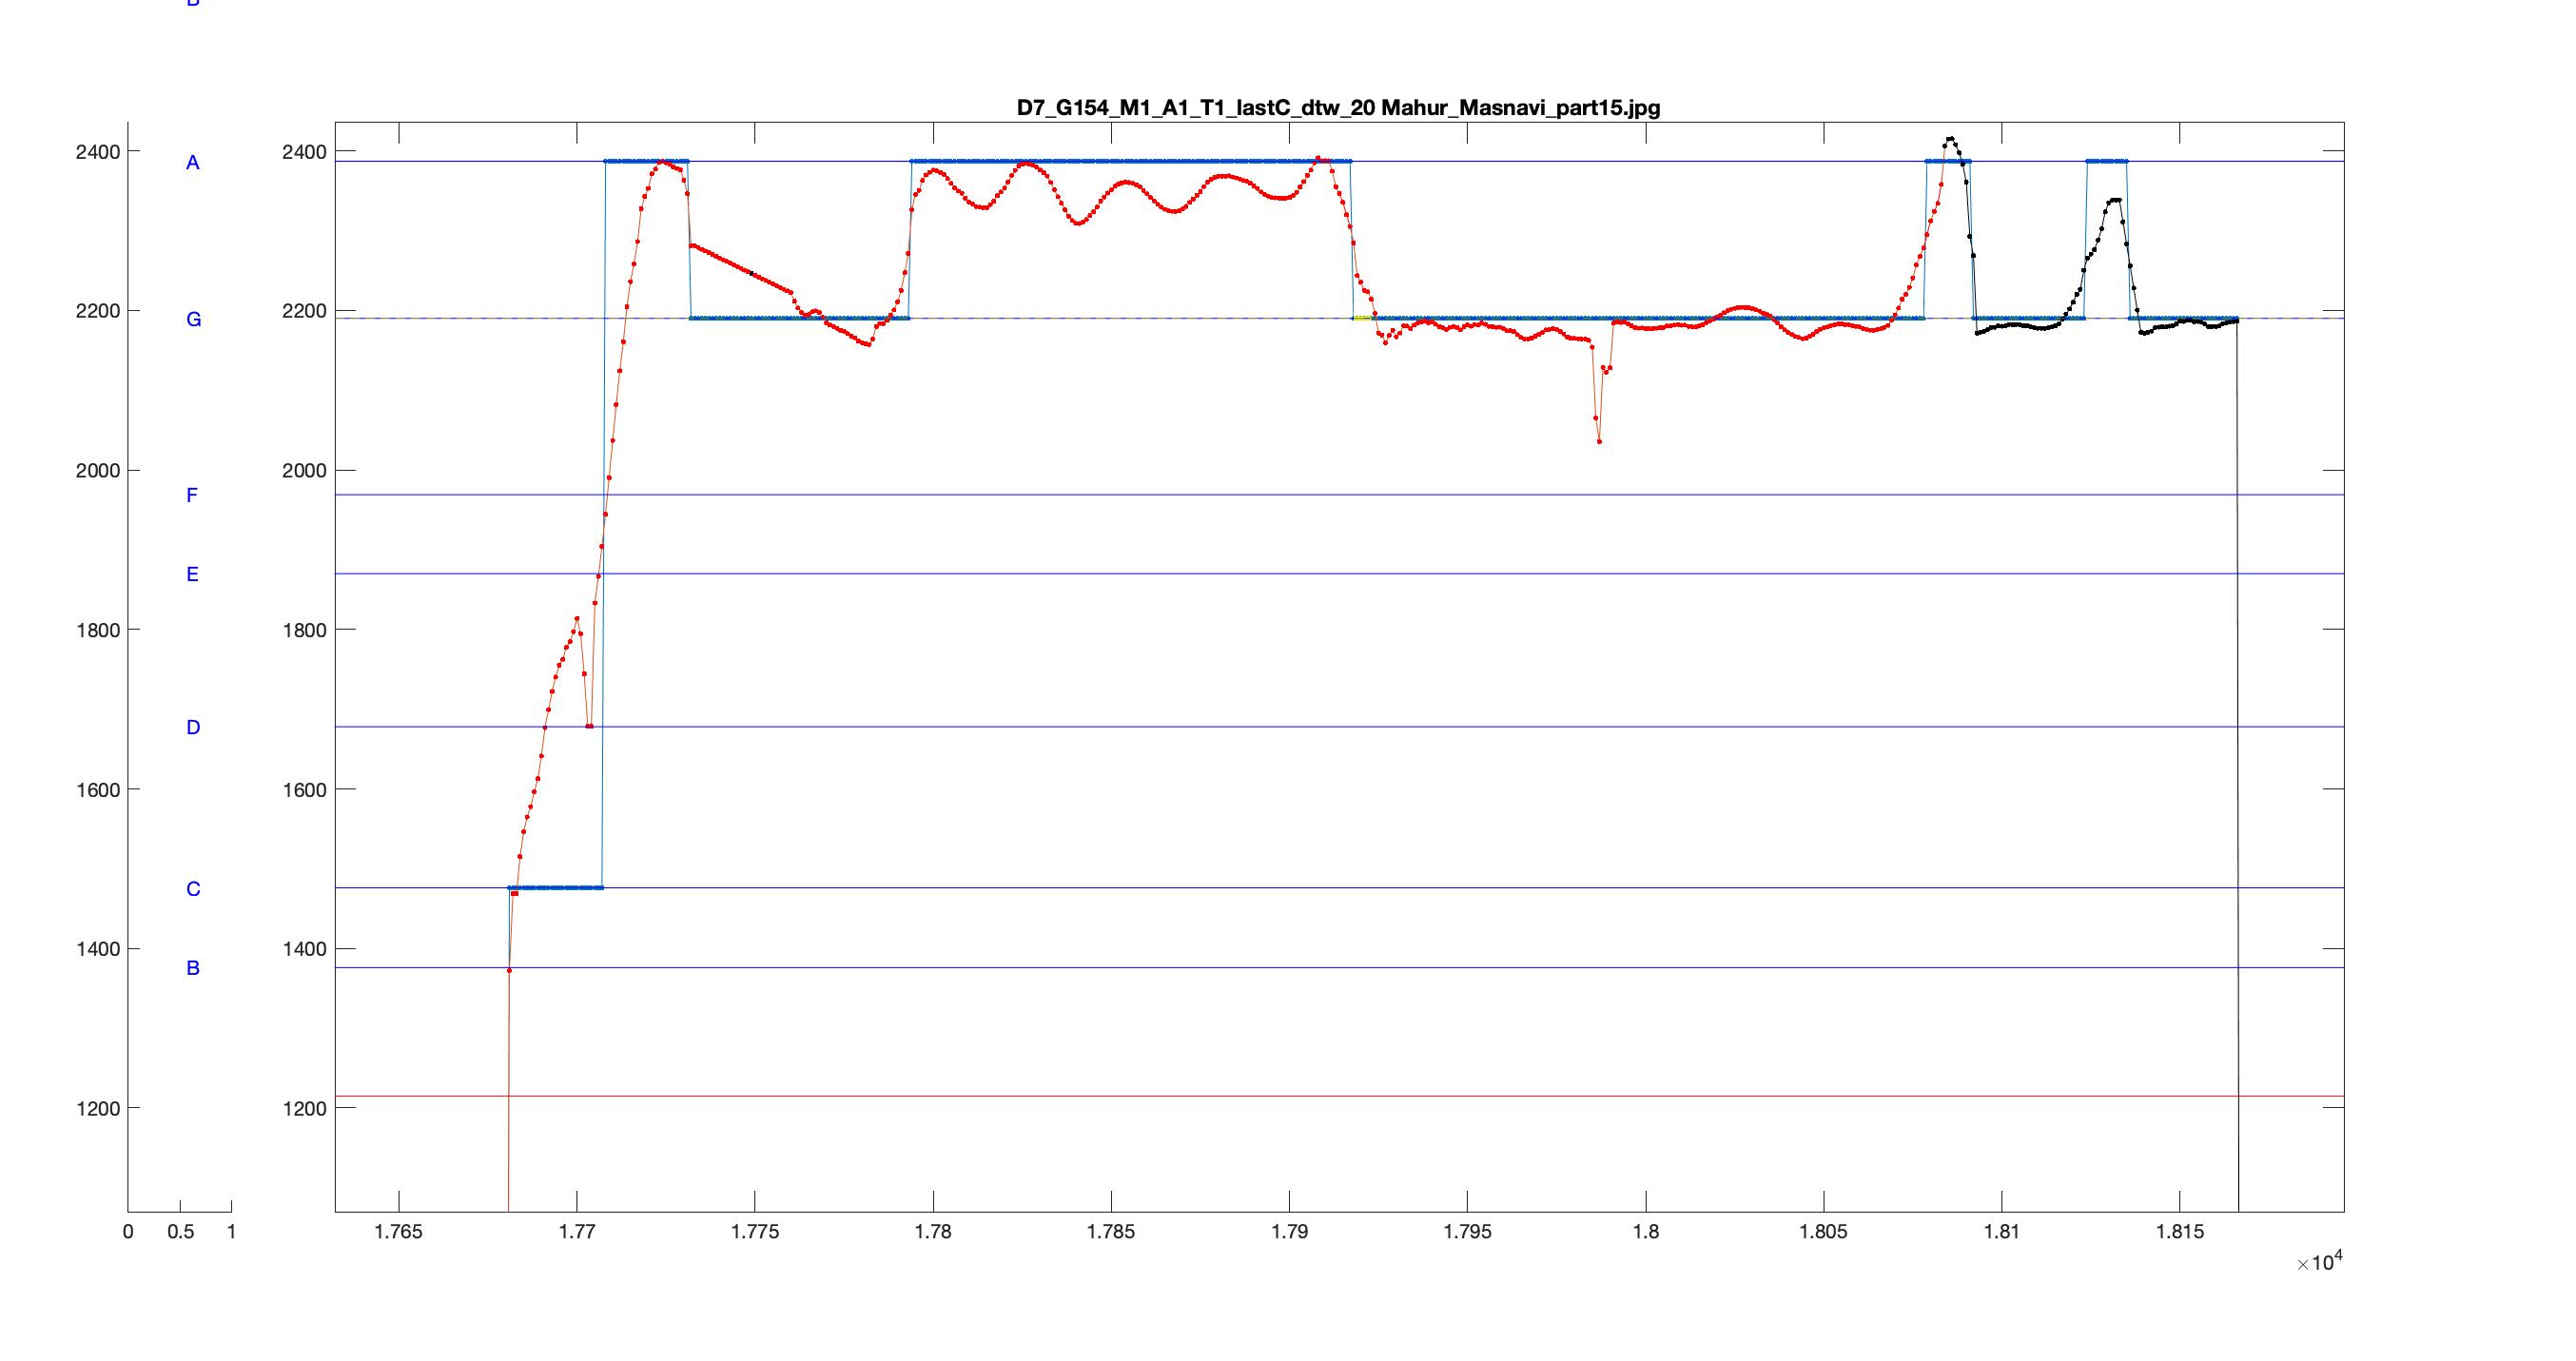 B
D7_G154_M1_A1_T1_lastC_dtw_20 Mahur_Masnavi_part15.jpg
2400 A 2400
2200 G 2200
2000 2000
F
E
1800 1800
D
1600 1600
C
1400 1400
B
1200 1200
0 0.5 1 1.765 1.77 1.775 1.78 1.785 1.79 1.795 1.8 1.805 1.81 1.815
×10^4